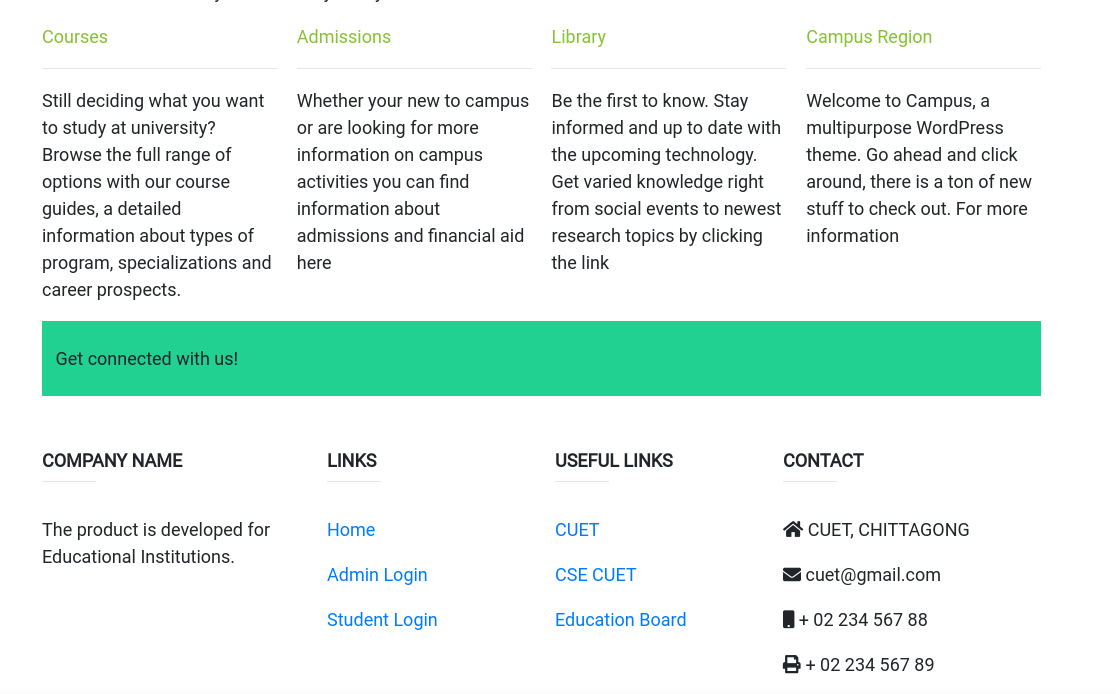 Courses
Still deciding what you want
to study at university?
Browse the full range of
options with our course
guides, a detailed
information about types of
program, specializations and
career prospects.
Admissions
Whether your new to campus
or are looking for more
information on campus
activities you can find
information about
admissions and financial aid
here
Library
Be the first to know. Stay
informed and up to date with
the upcoming technology.
Get varied knowledge right
from social events to newest
research topics by clicking
the link
Campus Region
Welcome to Campus, a
multipurpose WordPress
theme. Go ahead and click
around, there is a ton of new
stuff to check out. For more
information
Get connected with us!
COMPANY NAME
The product is developed for
Educational Institutions.
LINKS
Home
Admin Login
Student Login
USEFUL LINKS
CUET
CSE CUET
Education Board
CONTACT
CUET, CHITTAGONG
cuet@gmail.com
+ 02 234 567 88
+ 02 234 567 89